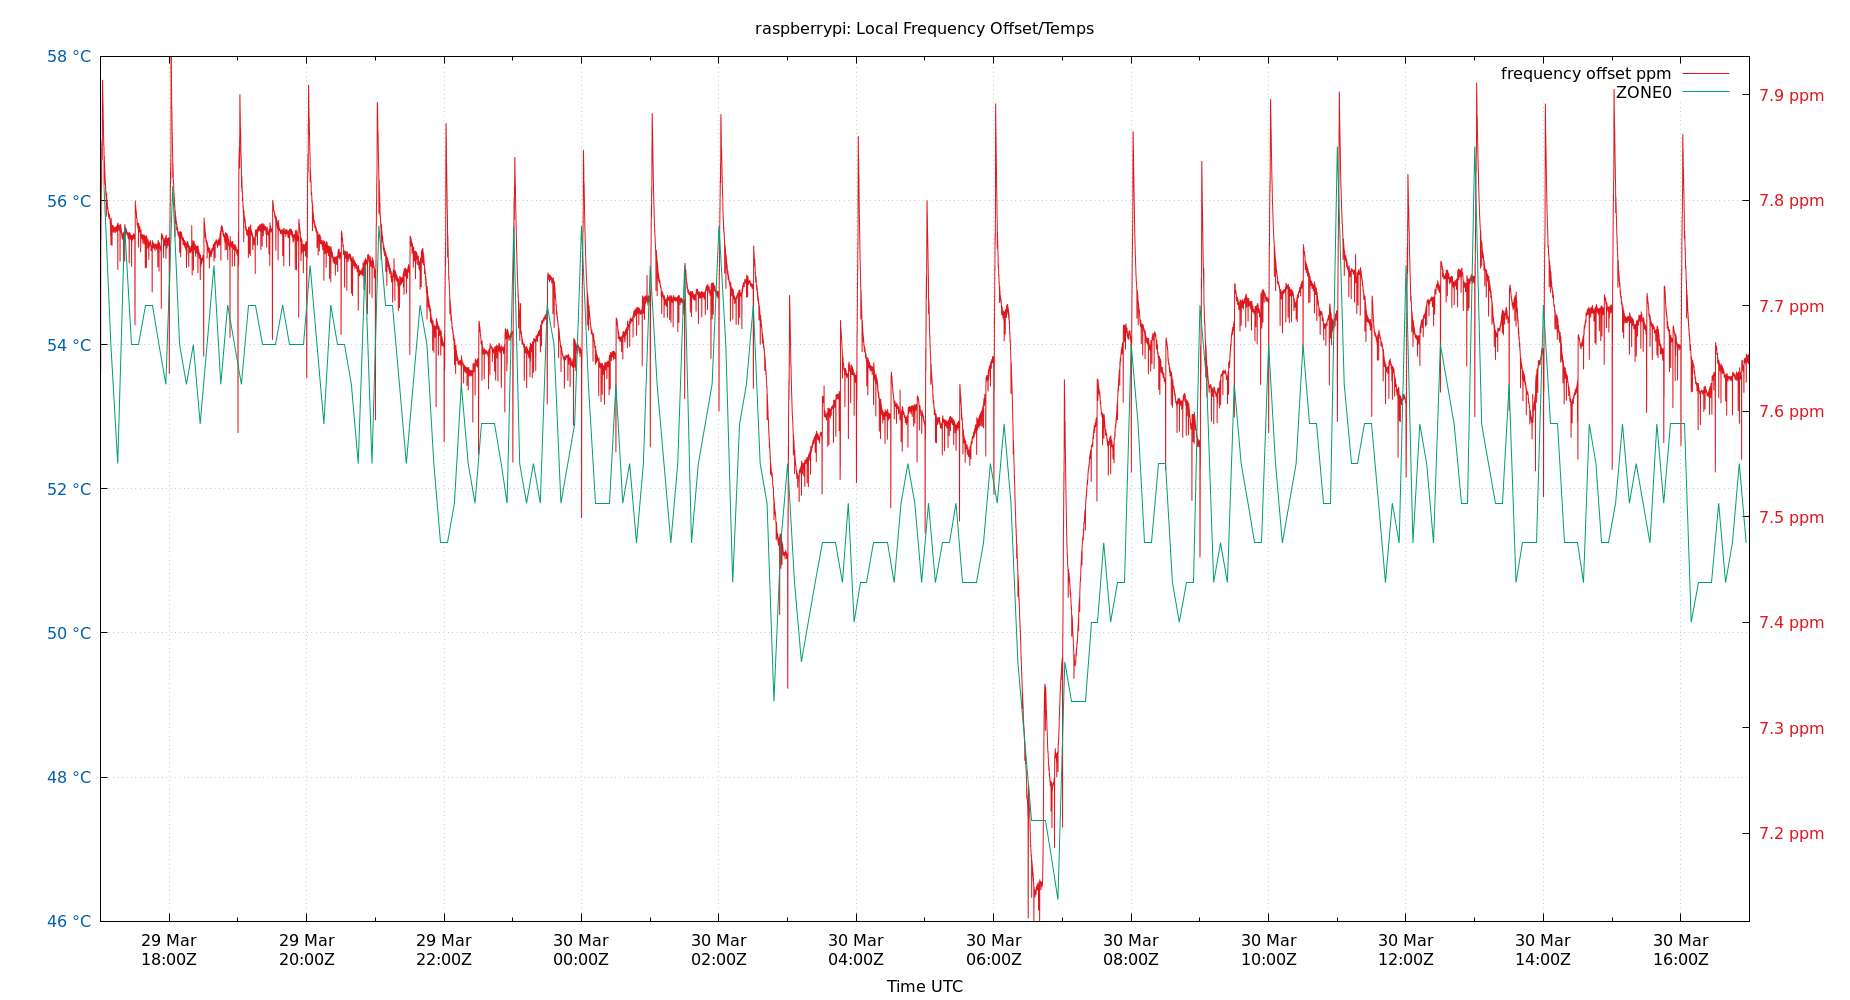 raspberrypi: Local Frequency Offset/Temps
frequency offset ppm
ZONE0
58 °C
56 °C
54 °C
52 °C
50 °C
48 °C
46 °C
7.9 ppm
7.8 ppm
7.7 ppm
7.6 ppm
7.5 ppm
7.4 ppm
7.3 ppm
7.2 ppm
29 Mar 29 Mar 29 Mar 30 Mar 30 Mar 30 Mar 30 Mar 30 Mar 30 Mar 30 Mar 30 Mar 30 Mar
18:00Z 20:00Z 22:00Z 00:00Z 02:00Z 04:00Z 06:00Z 08:00Z 10:00Z 12:00Z 14:00Z 16:00Z
Time UTC